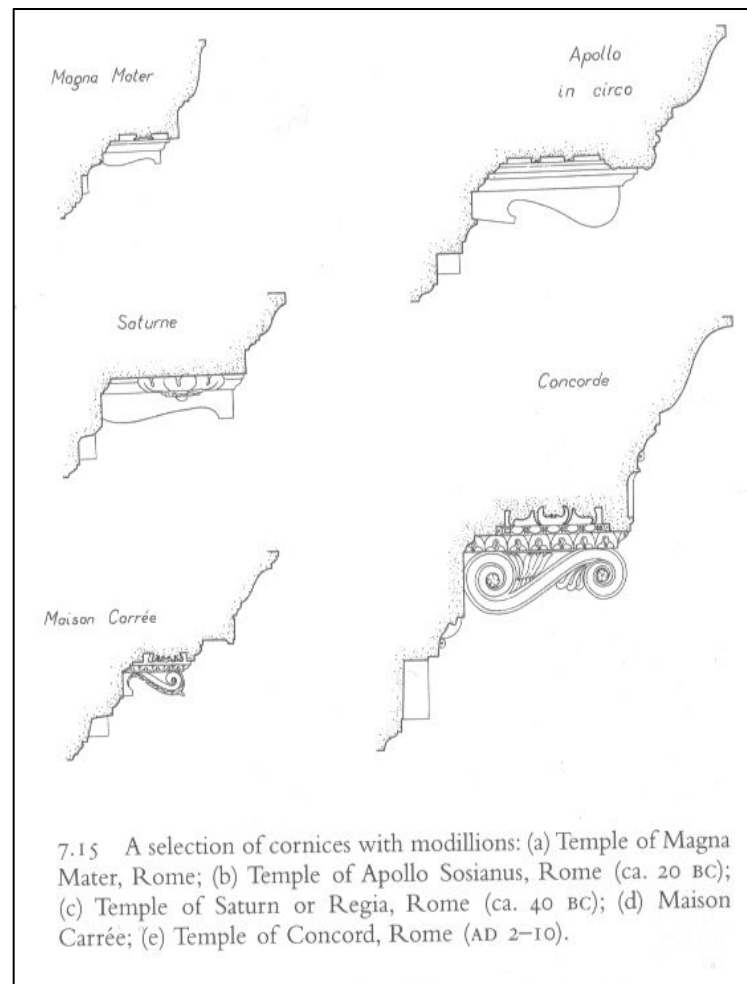 Magna Mater
Apollo
in circo
Saturne
Concorde
Maison Carrée
7.15 A selection of cornices with modillions: (a) Temple of Magna
Mater, Rome; (b) Temple of Apollo Sosianus, Rome (ca. 20 BC);
(c) Temple of Saturn or Regia, Rome (ca. 40 BC); (d) Maison
Carrée; (e) Temple of Concord, Rome (AD 2–10).